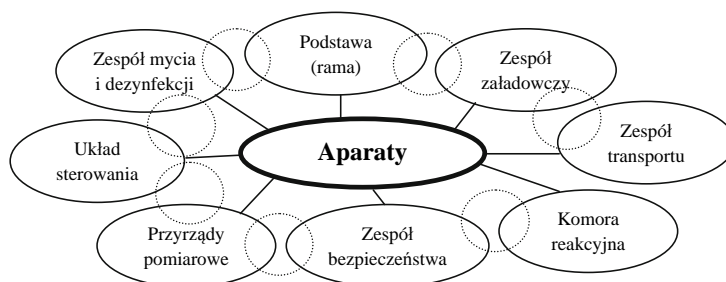 Podstawa
(rama)
Zespół mycia
i dezynfekcji
Zespół
załadowczy
Układ
sterowania
Aparaty
Zespół
transportu
Przyrządy
pomiarowe
Zespół
bezpieczeństwa
Komora
reakcyjna